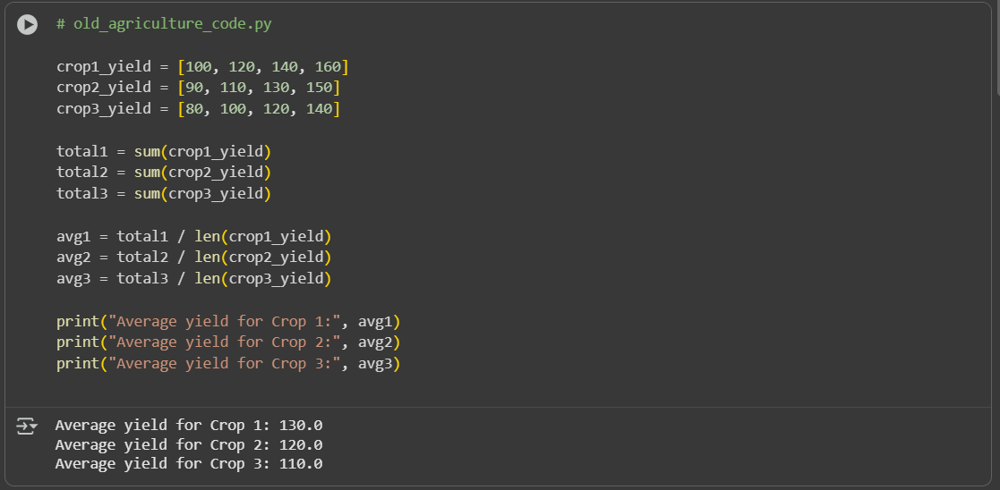 # old_agriculture_code.py
crop1_yield = [100, 120, 140, 160]
crop2_yield = [90, 110, 130, 150]
crop3_yield = [80, 100, 120, 140]
total1 = sum(crop1_yield)
total2 = sum(crop2_yield)
total3 = sum(crop3_yield)
avg1 = total1 / len(crop1_yield)
avg2 = total2 / len(crop2_yield)
avg3 = total3 / len(crop3_yield)
print("Average yield for Crop 1:", avg1)
print("Average yield for Crop 2:", avg2)
print("Average yield for Crop 3:", avg3)
Average yield for Crop 1: 130.0
Average yield for Crop 2: 120.0
Average yield for Crop 3: 110.0